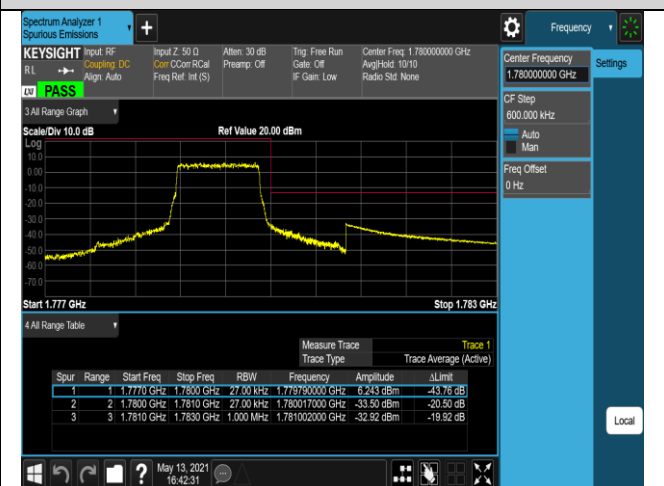 Spectrum Analyzer 1
Spurious Emissions
+
Frequency
KEYSIGHT Input: RF Input Z: 50 Ω Atten: 30 dB Trig: Free Run Center Freq: 1.780000000 GHz
RL Coupling: DC Corr CCorr RCal Preamp: Off Gate: Off Avg|Hold: 10/10
Align: Auto Freq Ref: Int (S) IF Gain: Low Radio Std: None
LXI PASS
Center Frequency
1.780000000 GHz
Settings
CF Step
600.000 kHz
Auto
Man
Freq Offset
0 Hz
3 All Range Graph
Scale/Div 10.0 dB Ref Value 20.00 dBm
Log
10.0
0.00
-10.0
-20.0
-30.0
-40.0
-50.0
-60.0
-70.0
Start 1.777 GHz Stop 1.783 GHz
4 All Range Table
Measure Trace Trace 1
Trace Type Trace Average (Active)
Spur Range Start Freq Stop Freq RBW Frequency Amplitude ΔLimit
1 1 1.7770 GHz 1.7800 GHz 27.00 kHz 1.779790000 GHz 6.243 dBm -43.76 dB
2 2 1.7800 GHz 1.7810 GHz 27.00 kHz 1.780017000 GHz -33.50 dBm -20.50 dB
3 3 1.7810 GHz 1.7830 GHz 1.000 MHz 1.781002000 GHz -32.92 dBm -19.92 dB
Local
? May 13, 2021
16:42:31